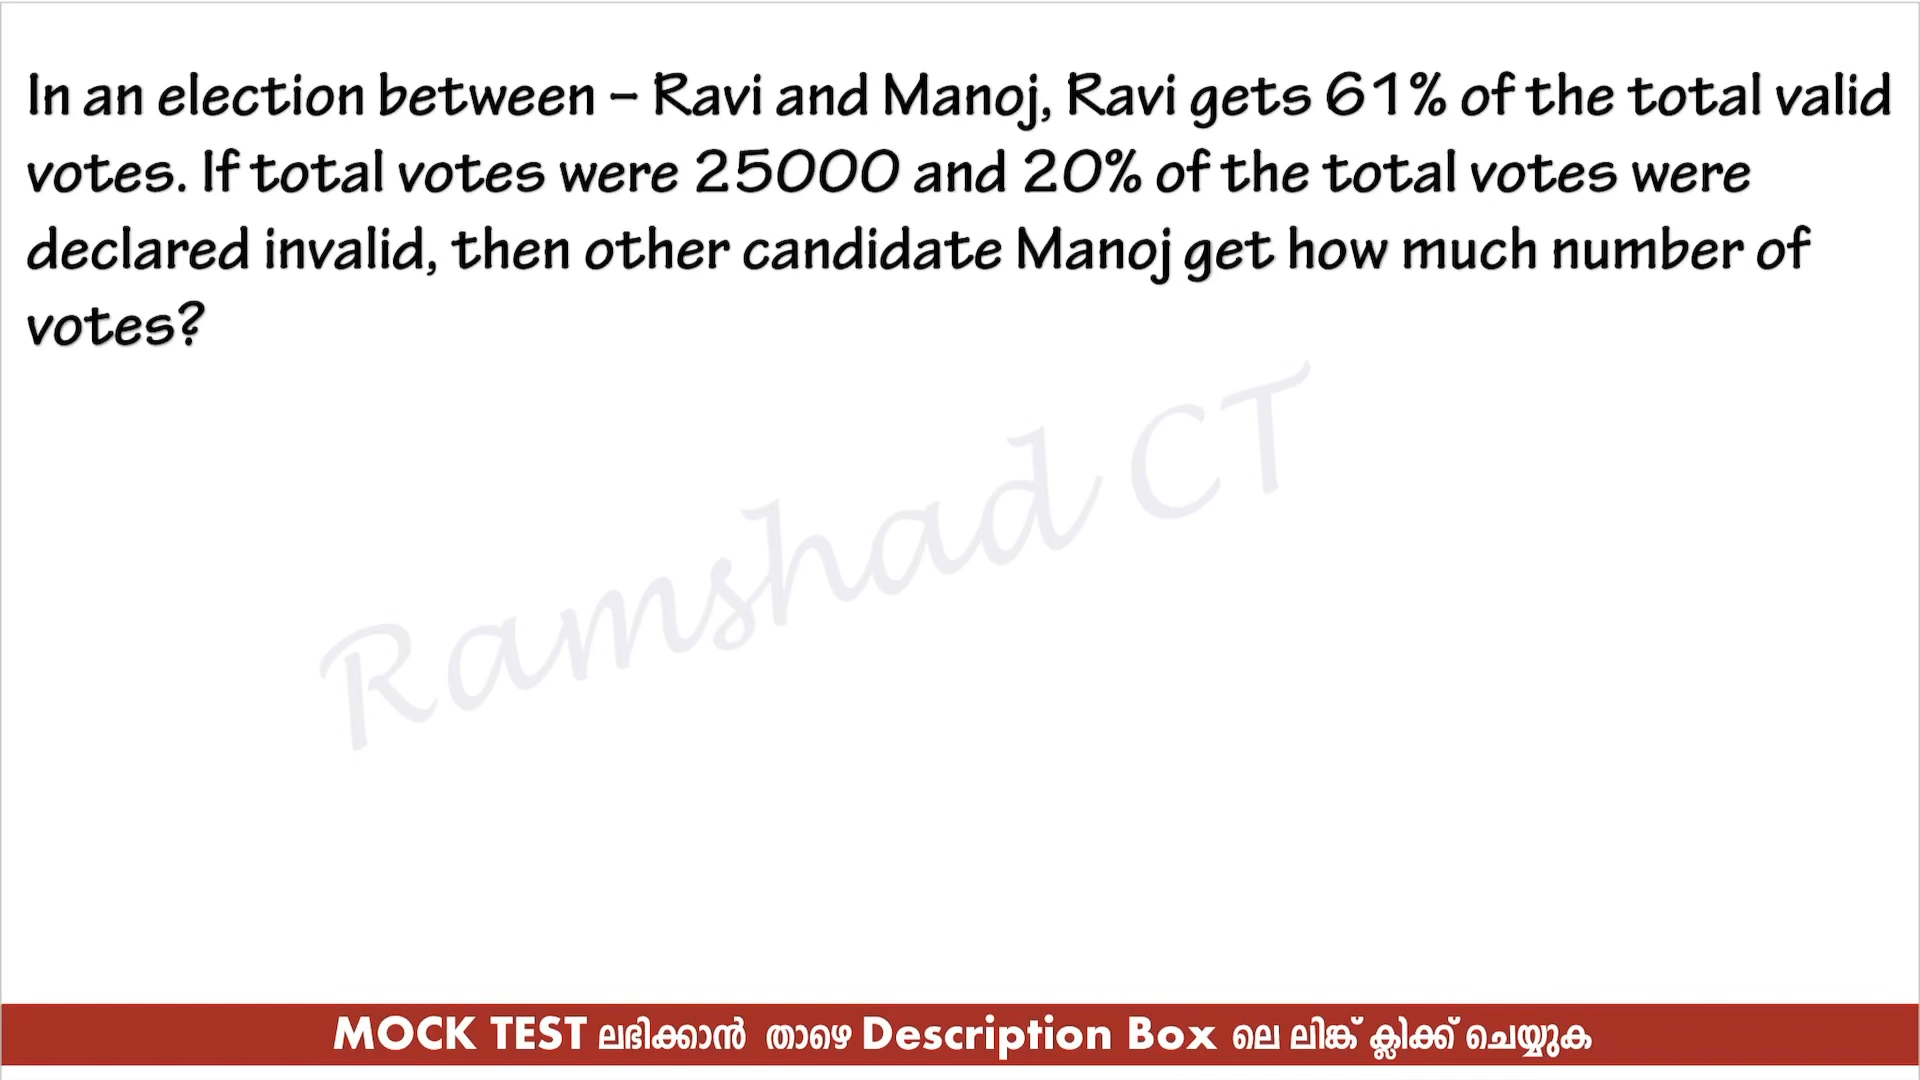 In an election between – Ravi and Manoj, Ravi gets 61% of the total valid
votes. If total votes were 25000 and 20% of the total votes were
declared invalid, then other candidate Manoj get how much number of
votes?
Ramshad CT
MOCK TEST ലഭിക്കാൻ താഴെ Description Box ലെ ലിങ്ക് ക്ലിക്ക് ചെയ്യുക